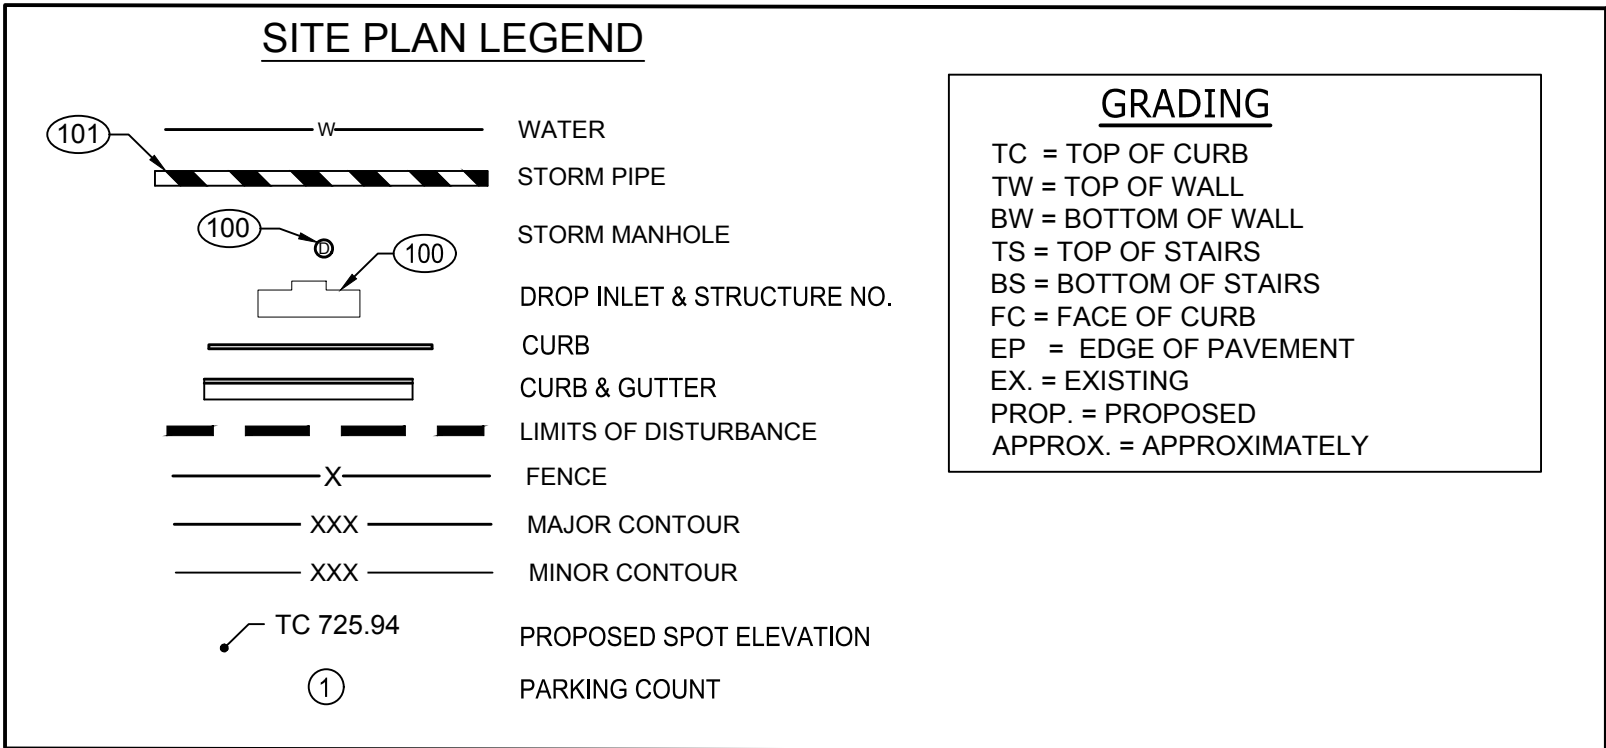 SITE PLAN LEGEND
101
W
WATER
STORM PIPE
100
D
STORM MANHOLE
100
DROP INLET & STRUCTURE NO.
CURB
CURB & GUTTER
LIMITS OF DISTURBANCE
X
FENCE
XXX
MAJOR CONTOUR
XXX
MINOR CONTOUR
TC 725.94
PROPOSED SPOT ELEVATION
1
PARKING COUNT
GRADING
TC = TOP OF CURB
TW = TOP OF WALL
BW = BOTTOM OF WALL
TS = TOP OF STAIRS
BS = BOTTOM OF STAIRS
FC = FACE OF CURB
EP = EDGE OF PAVEMENT
EX. = EXISTING
PROP. = PROPOSED
APPROX. = APPROXIMATELY